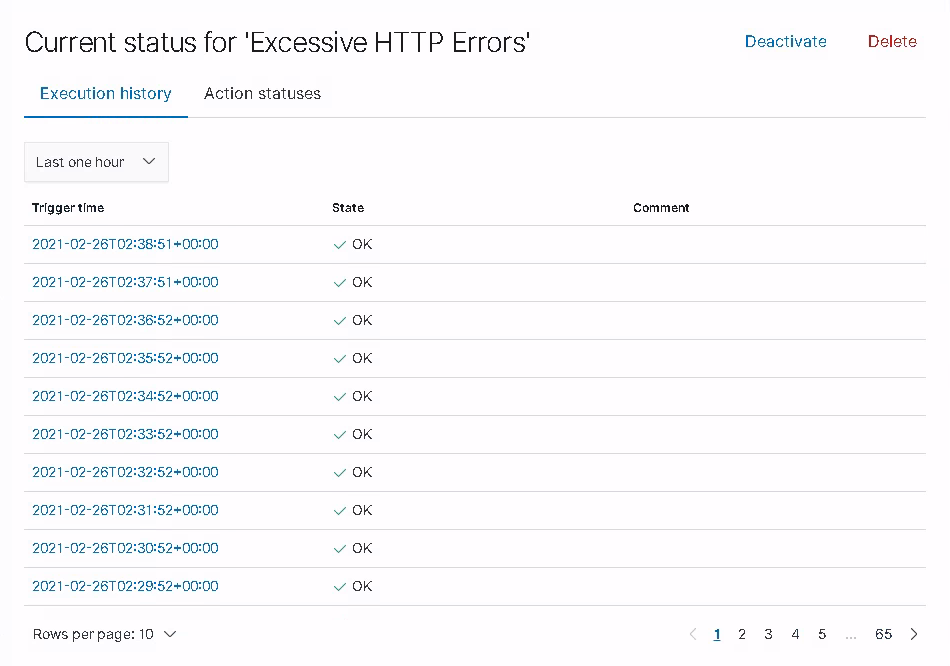 Current status for 'Excessive HTTP Errors'
Deactivate
Delete
Execution history
Action statuses
Last one hour
Trigger time State Comment
2021-02-26T02:38:51+00:00 OK
2021-02-26T02:37:51+00:00 OK
2021-02-26T02:36:52+00:00 OK
2021-02-26T02:35:52+00:00 OK
2021-02-26T02:34:52+00:00 OK
2021-02-26T02:33:52+00:00 OK
2021-02-26T02:32:52+00:00 OK
2021-02-26T02:31:52+00:00 OK
2021-02-26T02:30:52+00:00 OK
2021-02-26T02:29:52+00:00 OK
Rows per page: 10
1 2 3 4 5 ... 65